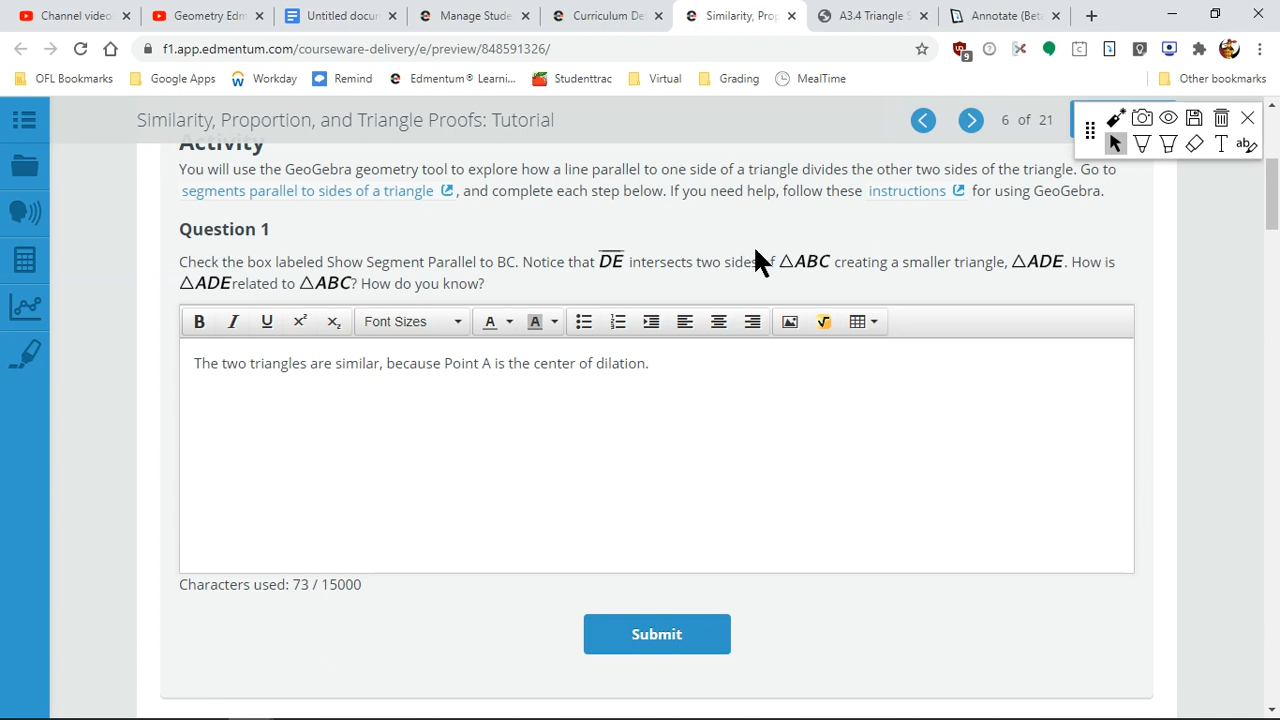 Channel video
Geometry Edm
Untitled docu
Manage Stude
Curriculum De
Similarity, Prop
A3.4 Triangle S
Annotate (Bet
f1.app.edmentum.com/courseware-delivery/e/preview/848591326/
9
OFL Bookmarks
Google Apps
Workday
Remind
Edmentum® Learni...
Studenttrac
Virtual
Grading
MealTime
Other bookmarks
Similarity, Proportion, and Triangle Proofs: Tutorial
6 of 21
Activity
You will use the GeoGebra geometry tool to explore how a line parallel to one side of a triangle divides the other two sides of the triangle. Go to
segments parallel to sides of a triangle , and complete each step below. If you need help, follow these instructions for using GeoGebra.
Question 1
Check the box labeled Show Segment Parallel to BC. Notice that DE intersects two sides of △ABC creating a smaller triangle, △ADE. How is
△ADErelated to △ABC? How do you know?
B I U X² X₂ Font Sizes A A
The two triangles are similar, because Point A is the center of dilation.
Characters used: 73 / 15000
Submit